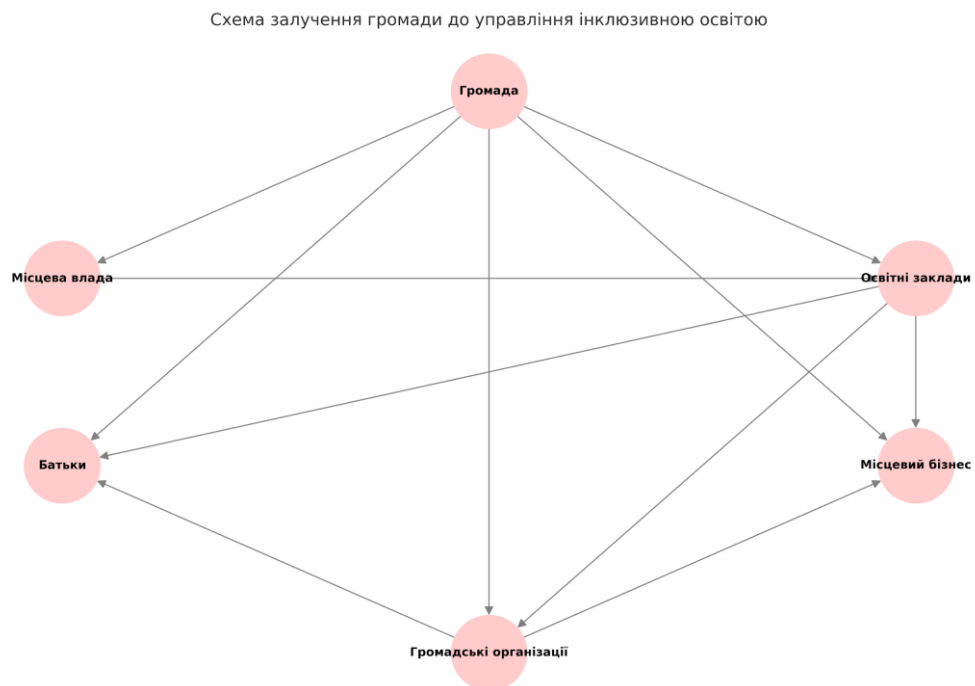 Схема залучення громади до управління інклюзивною освітою
Громада
Місцева влада
Освітні заклади
Батьки
Місцевий бізнес
Громадські організації